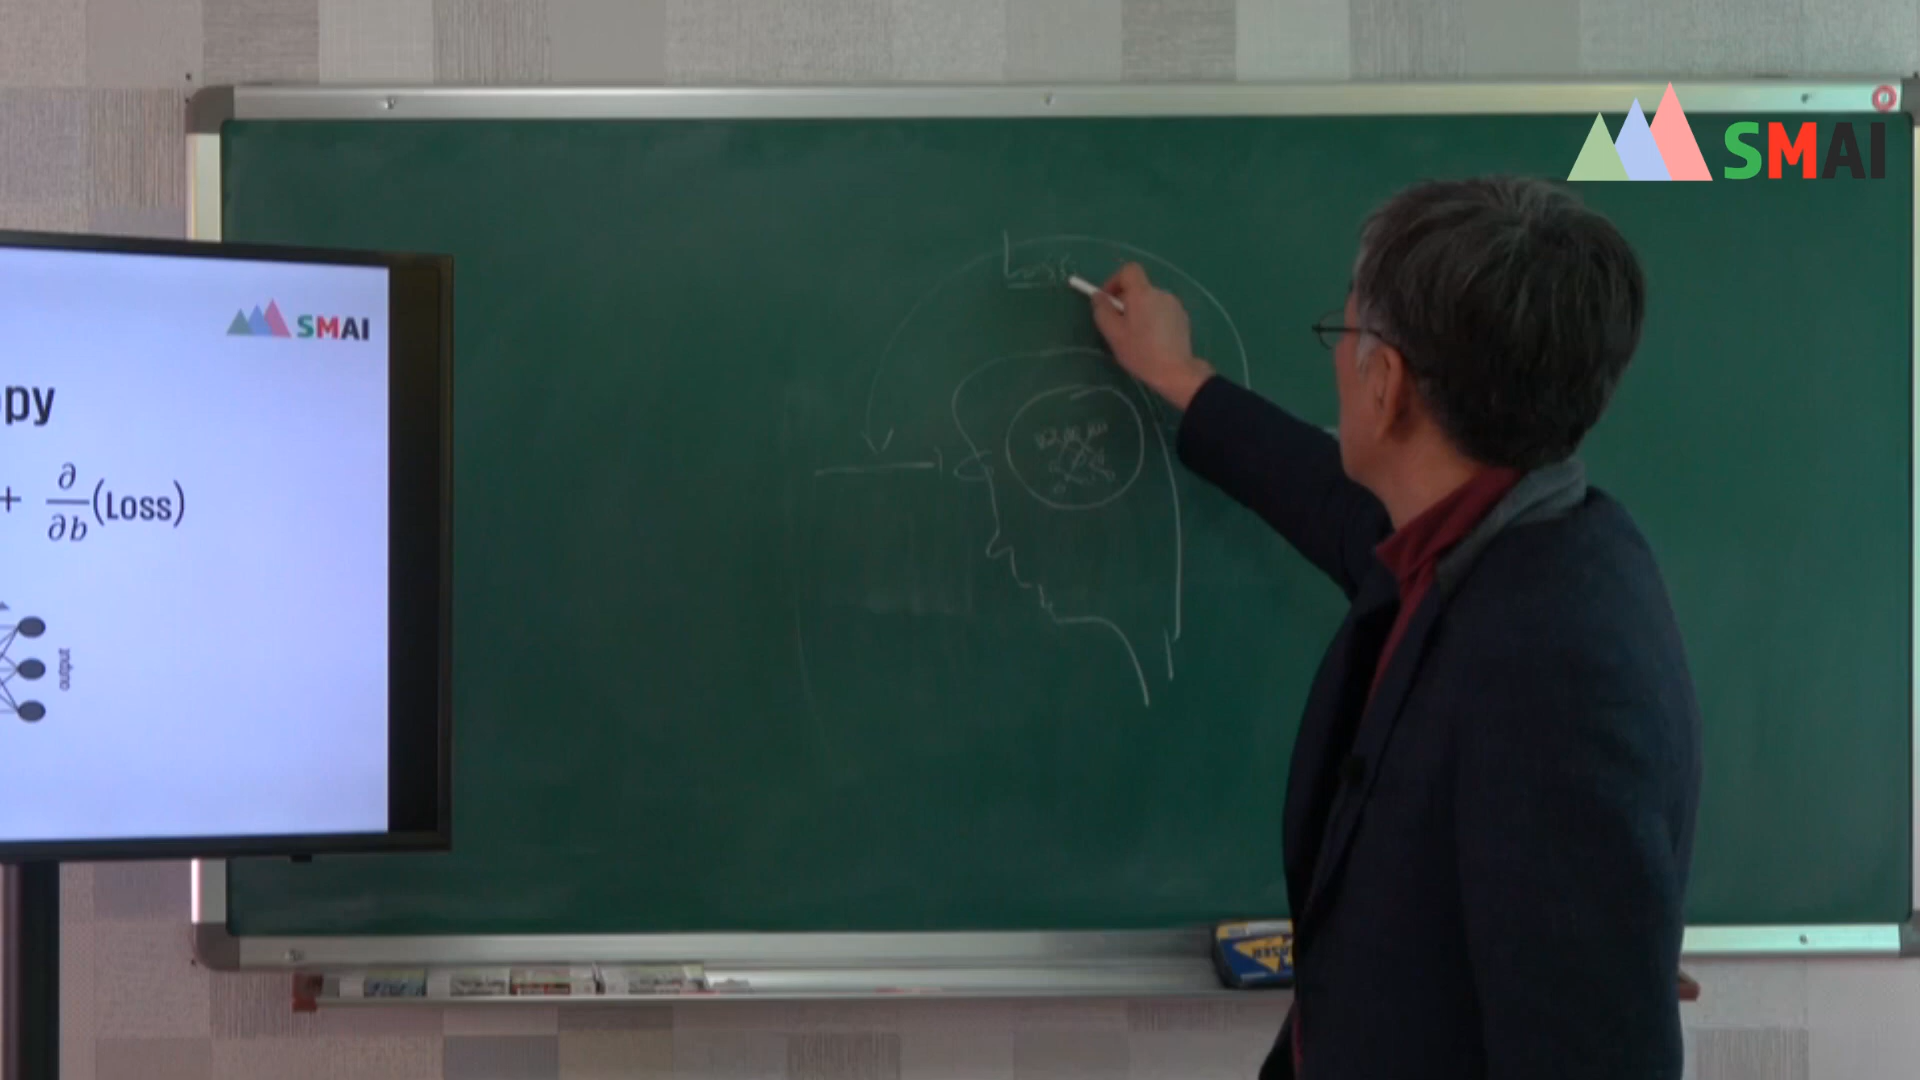 SMAI
SMAI
py
+ ∂/∂b (Loss)
output
Loss